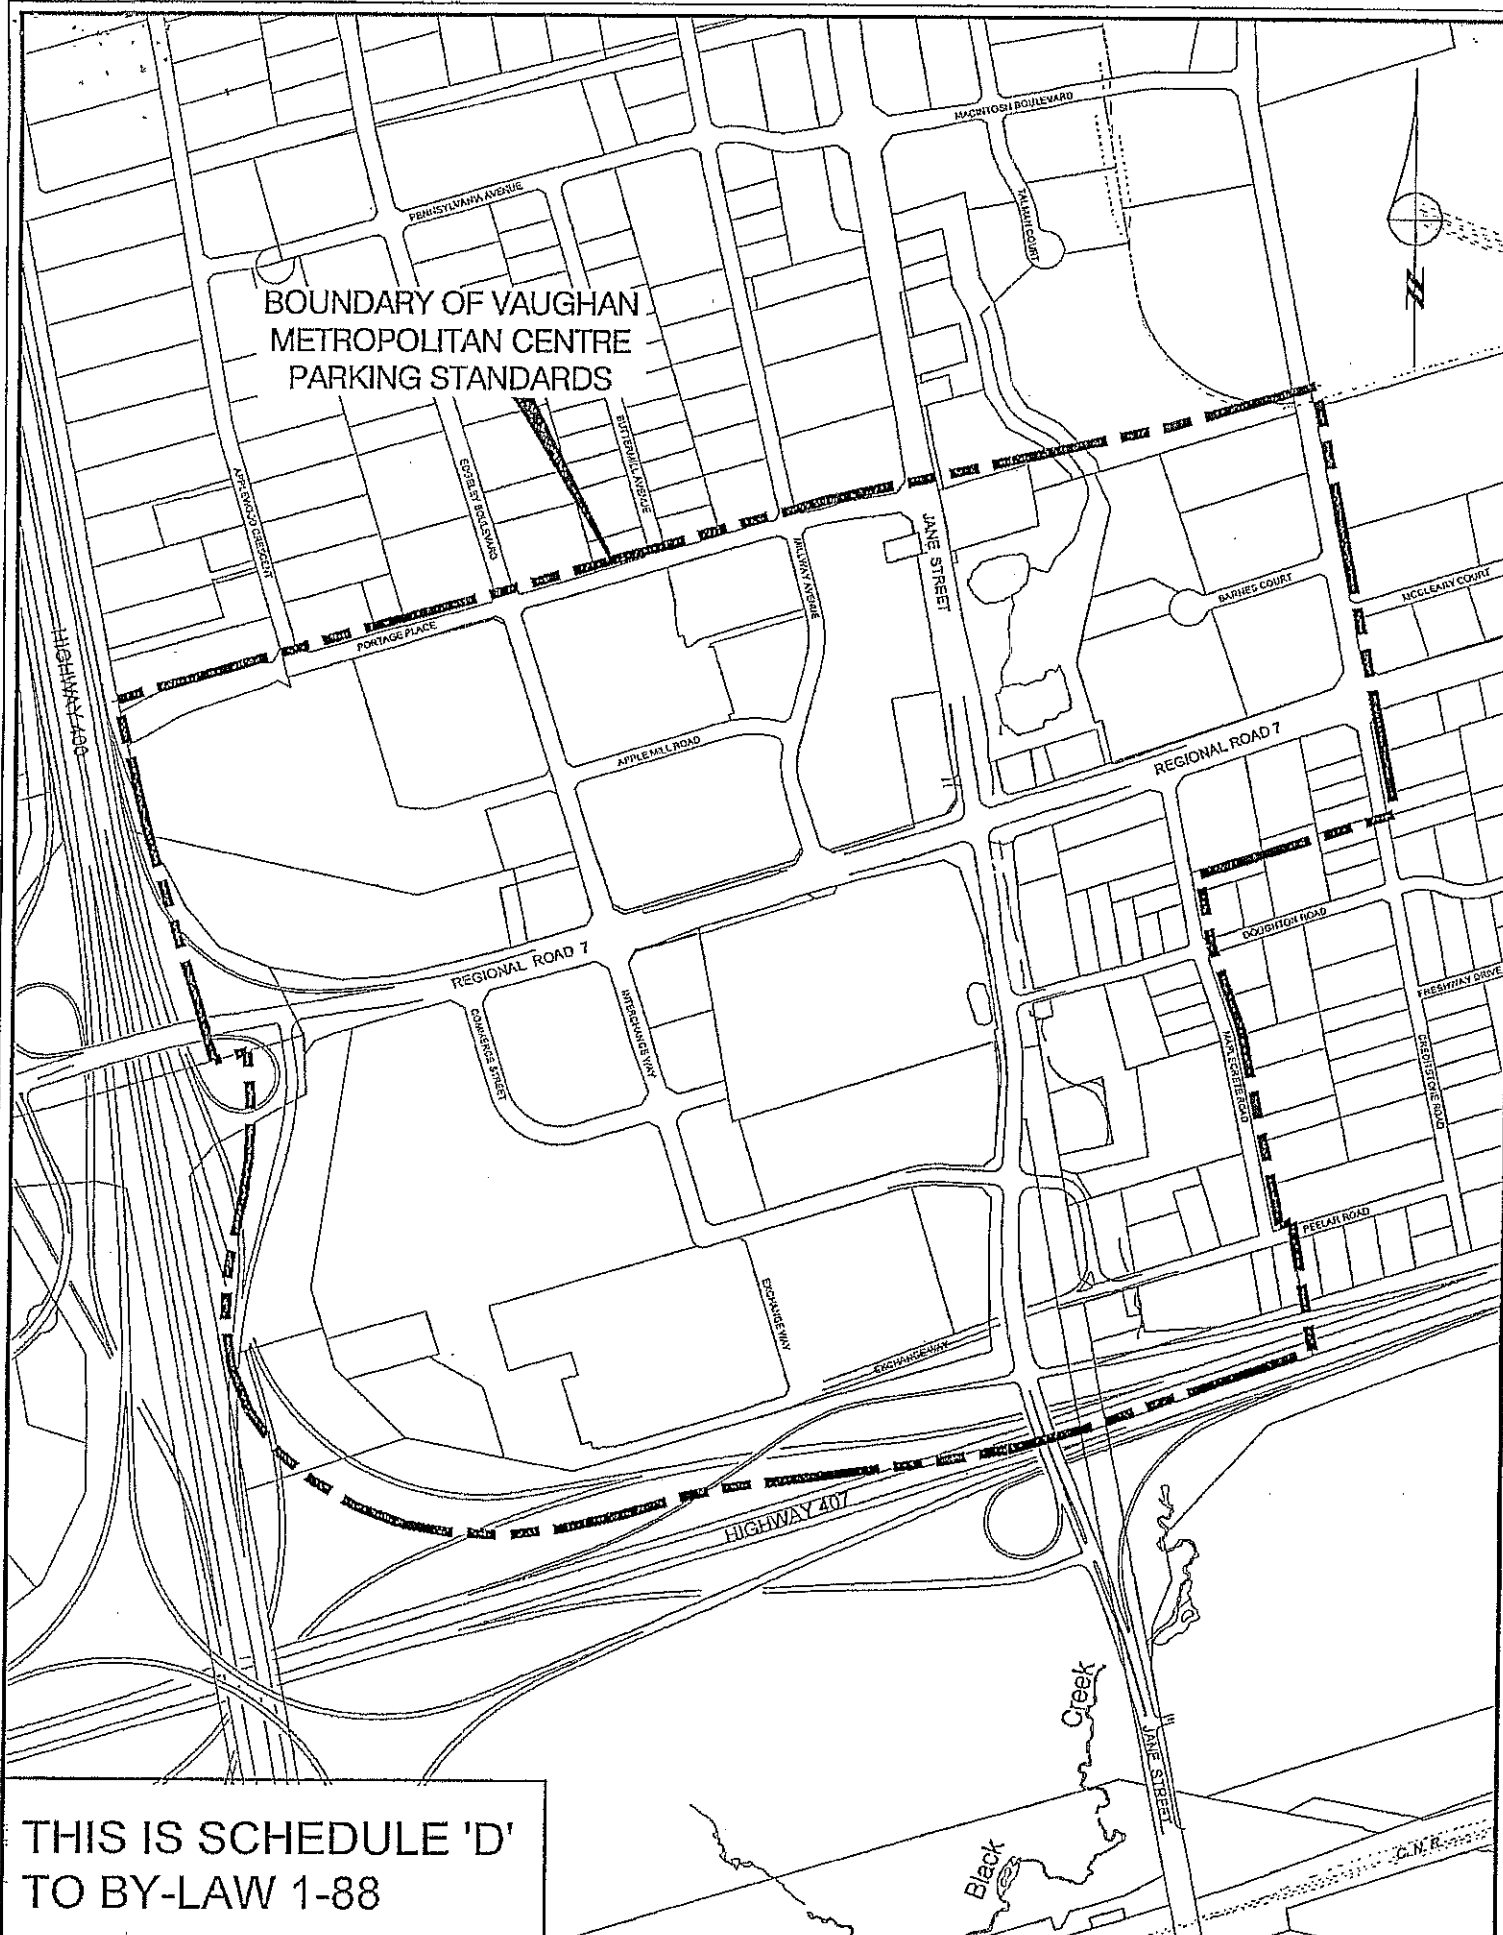 MACINTOSH BOULEVARD
PENNSYLVANIA AVENUE
TALMAN COURT
N
BOUNDARY OF VAUGHAN
METROPOLITAN CENTRE
PARKING STANDARDS
APPLEWOOD CRESCENT
EDGELEY BOULEVARD
BUTTERMILL AVENUE
MILLWAY AVENUE
JANE STREET
BARNES COURT
MCCLEARY COURT
HIGHWAY 400
PORTAGE PLACE
APPLE MILL ROAD
REGIONAL ROAD 7
REGIONAL ROAD 7
DOUGHTON ROAD
FRESHWAY DRIVE
COMMERCE STREET
INTERCHANGE WAY
MAPLECRETE ROAD
CREDITSTONE ROAD
PEELAR ROAD
EXCHANGE WAY
EXCHANGE WAY
HIGHWAY 407
Creek
Black
JANE STREET
C.N.R.
THIS IS SCHEDULE 'D'
TO BY-LAW 1-88